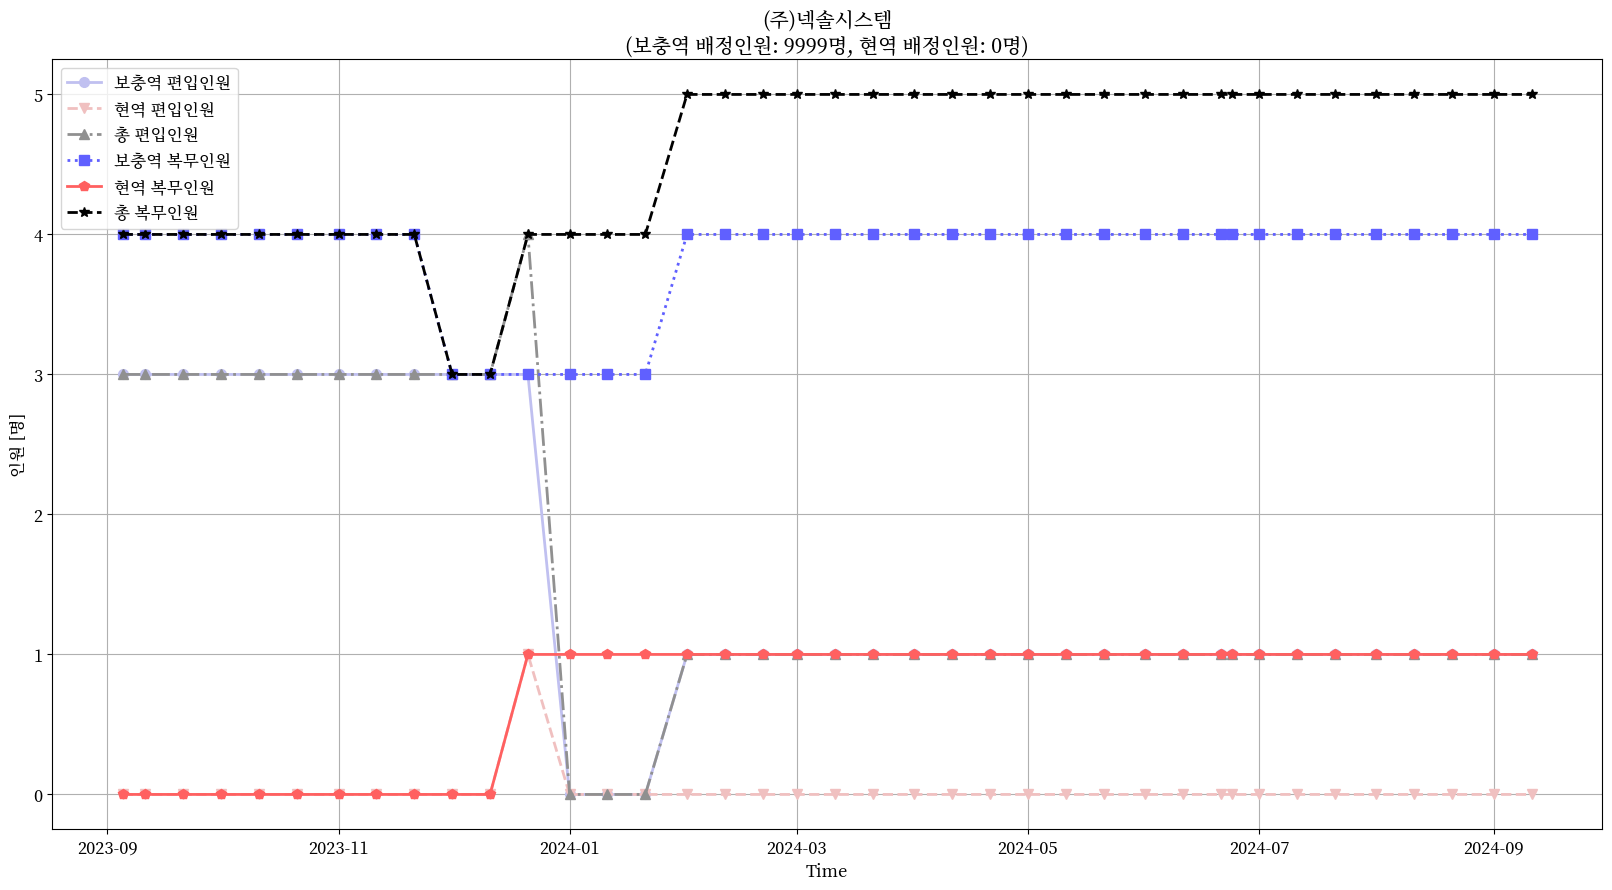 (주)넥솔시스템
(보충역 배정인원: 9999명, 현역 배정인원: 0명)
보충역 편입인원
현역 편입인원
총 편입인원
보충역 복무인원
현역 복무인원
총 복무인원
5
4
3
2
1
0
인원 [명]
2023-09
2023-11
2024-01
2024-03
2024-05
2024-07
2024-09
Time